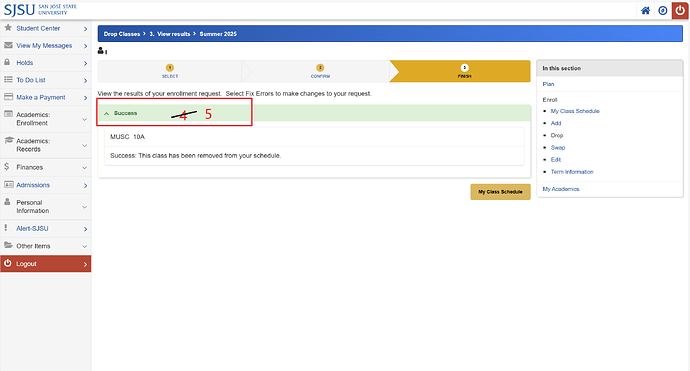 SJSU SAN JOSÉ STATE
UNIVERSITY
Student Center
View My Messages
Holds
To Do List
Make a Payment
Academics:
Enrollment
Academics:
Records
Finances
Admissions
Personal
Information
Alert-SJSU
Other Items
Logout
Drop Classes > 3. View results > Summer 2025
1
SELECT
2
CONFIRM
3
FINISH
View the results of your enrollment request. Select Fix Errors to make changes to your request.
Success 4 5
MUSC 10A
Success: This class has been removed from your schedule.
My Class Schedule
In this section
Plan
Enroll
My Class Schedule
Add
Drop
Swap
Edit
Term Information
My Academics